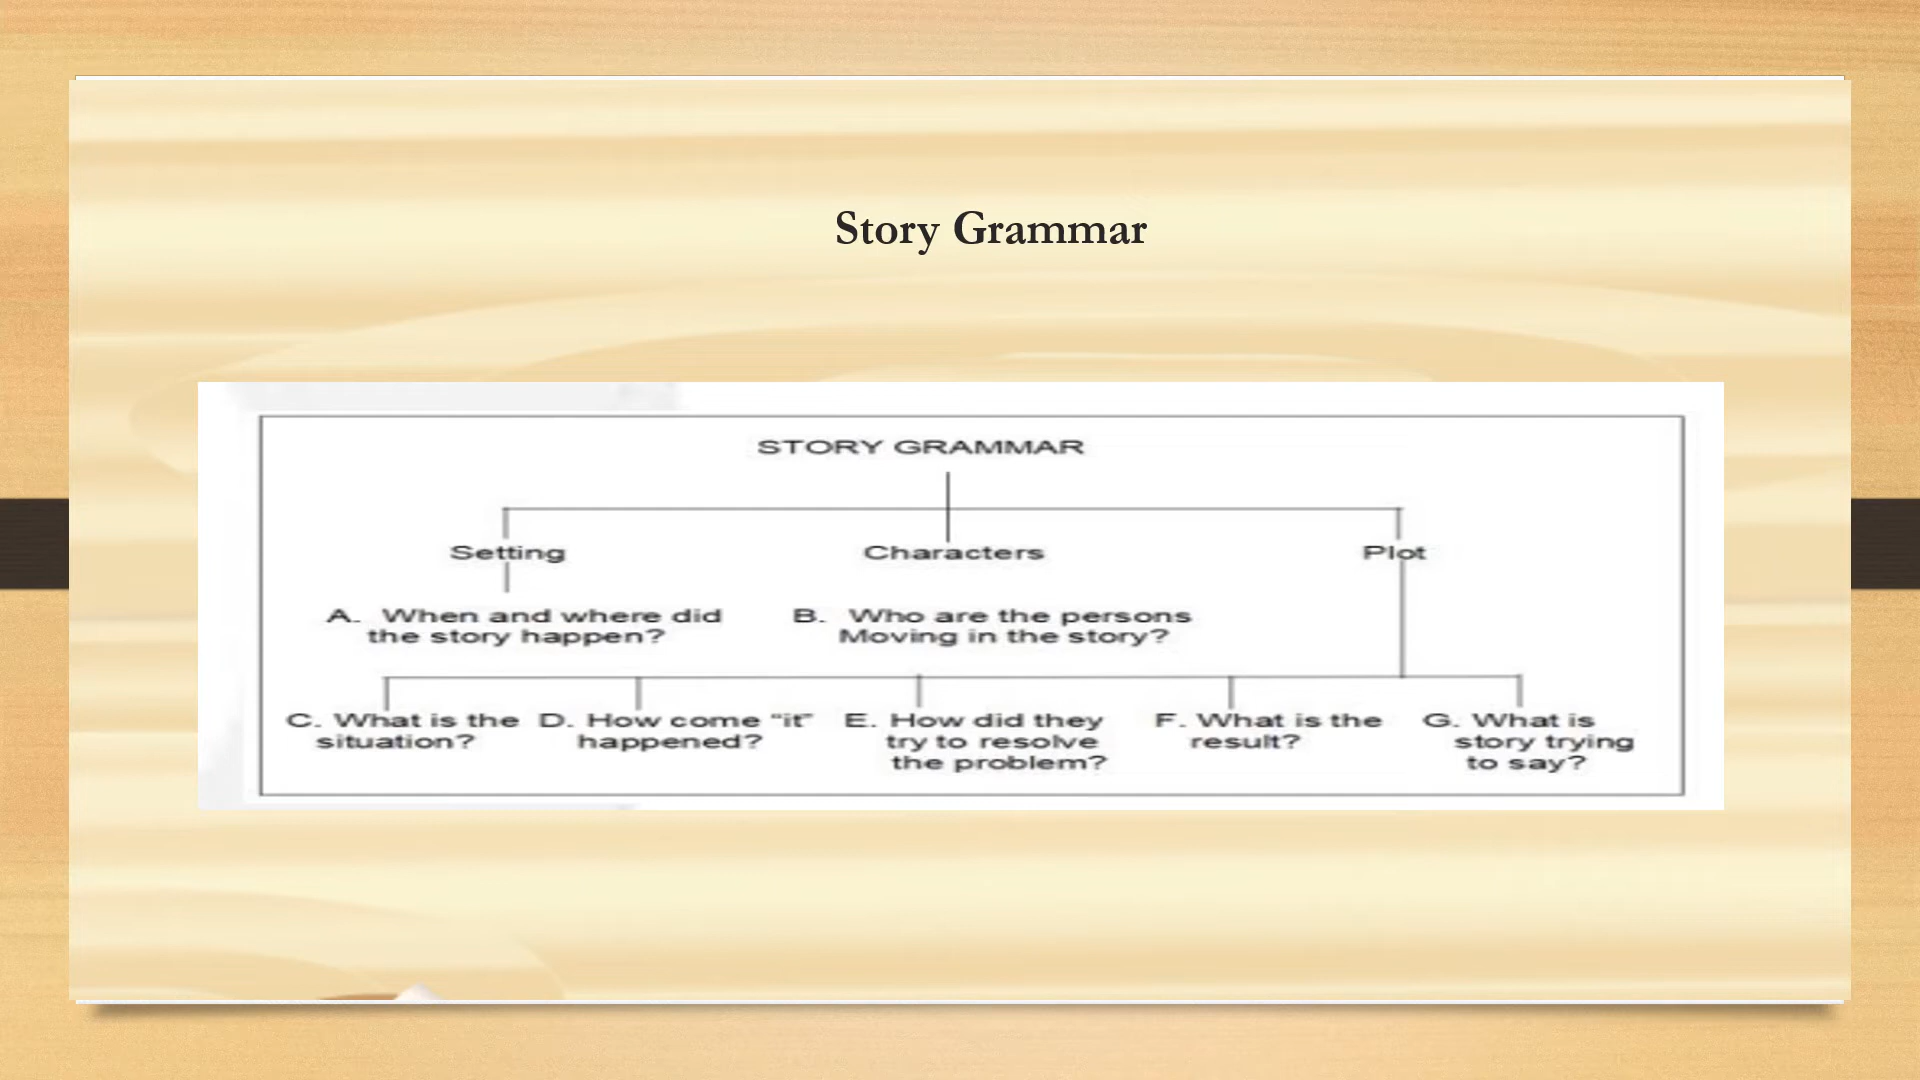 Story Grammar
STORY GRAMMAR
Setting
Characters
Plot
A. When and where did
the story happen?
B. Who are the persons
Moving in the story?
C. What is the
situation?
D. How come "it"
happened?
E. How did they
try to resolve
the problem?
F. What is the
result?
G. What is
story trying
to say?